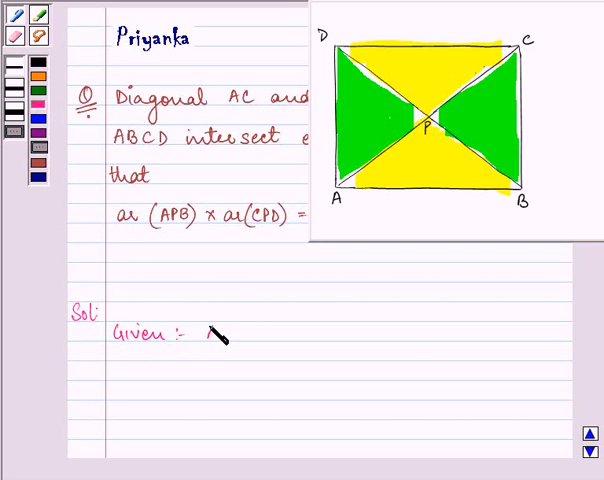 Priyanka
Q Diagonal AC and
ABCD intersect e
that
ar (APB) × ar(CPD) =
Sol:
Given :-
D
C
P
A
B